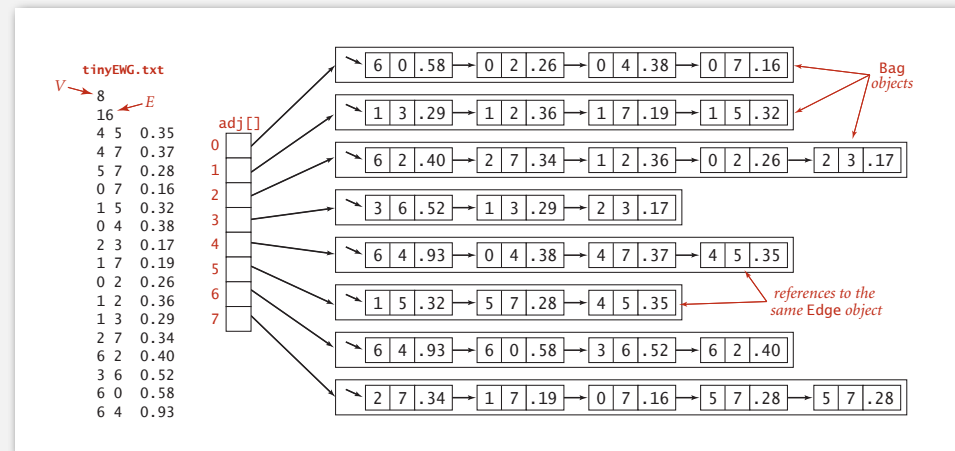 tinyEWG.txt
V
8
E
16
4 5 0.35
4 7 0.37
5 7 0.28
0 7 0.16
1 5 0.32
0 4 0.38
2 3 0.17
1 7 0.19
0 2 0.26
1 2 0.36
1 3 0.29
2 7 0.34
6 2 0.40
3 6 0.52
6 0 0.58
6 4 0.93
adj[]
0
1
2
3
4
5
6
7
6 0 .58 0 2 .26 0 4 .38 0 7 .16
1 3 .29 1 2 .36 1 7 .19 1 5 .32
6 2 .40 2 7 .34 1 2 .36 0 2 .26 2 3 .17
3 6 .52 1 3 .29 2 3 .17
6 4 .93 0 4 .38 4 7 .37 4 5 .35
1 5 .32 5 7 .28 4 5 .35
6 4 .93 6 0 .58 3 6 .52 6 2 .40
2 7 .34 1 7 .19 0 7 .16 5 7 .28 5 7 .28
Bag
objects
references to the
same Edge object